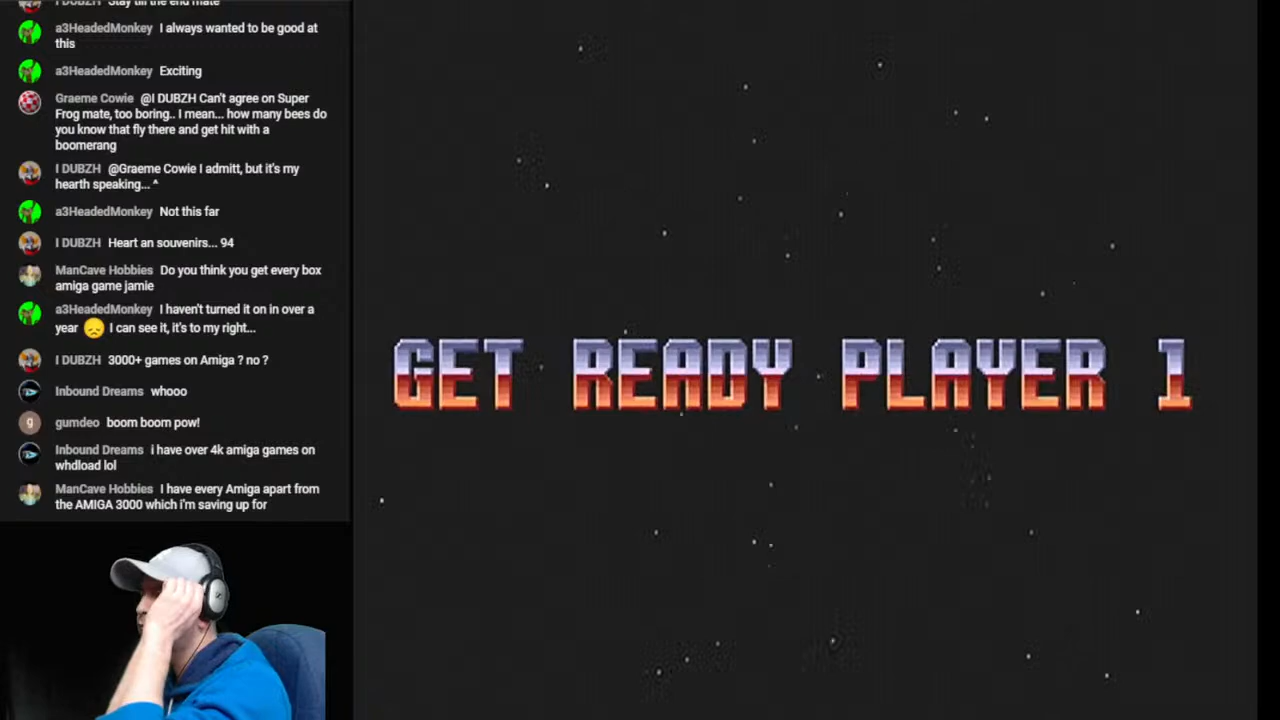 I DUBZH Stay till the end mate
a3HeadedMonkey I always wanted to be good at
this
a3HeadedMonkey Exciting
Graeme Cowie @I DUBZH Can't agree on Super
Frog mate, too boring.. I mean... how many bees do
you know that fly there and get hit with a
boomerang
I DUBZH @Graeme Cowie I admitt, but it's my
hearth speaking... ^
a3HeadedMonkey Not this far
I DUBZH Heart an souvenirs... 94
ManCave Hobbies Do you think you get every box
amiga game jamie
a3HeadedMonkey I haven't turned it on in over a
year 😞 I can see it, it's to my right...
I DUBZH 3000+ games on Amiga ? no ?
Inbound Dreams whooo
g gumdeo boom boom pow!
Inbound Dreams i have over 4k amiga games on
whdload lol
ManCave Hobbies I have every Amiga apart from
the AMIGA 3000 which i'm saving up for
GET READY PLAYER 1